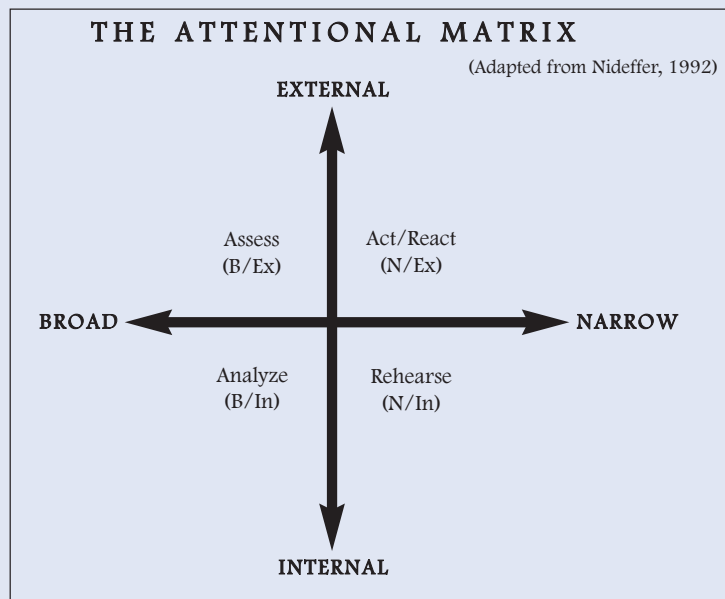 THE ATTENTIONAL MATRIX
(Adapted from Nideffer, 1992)
EXTERNAL
Assess
(B/Ex)
Act/React
(N/Ex)
BROAD
NARROW
Analyze
(B/In)
Rehearse
(N/In)
INTERNAL